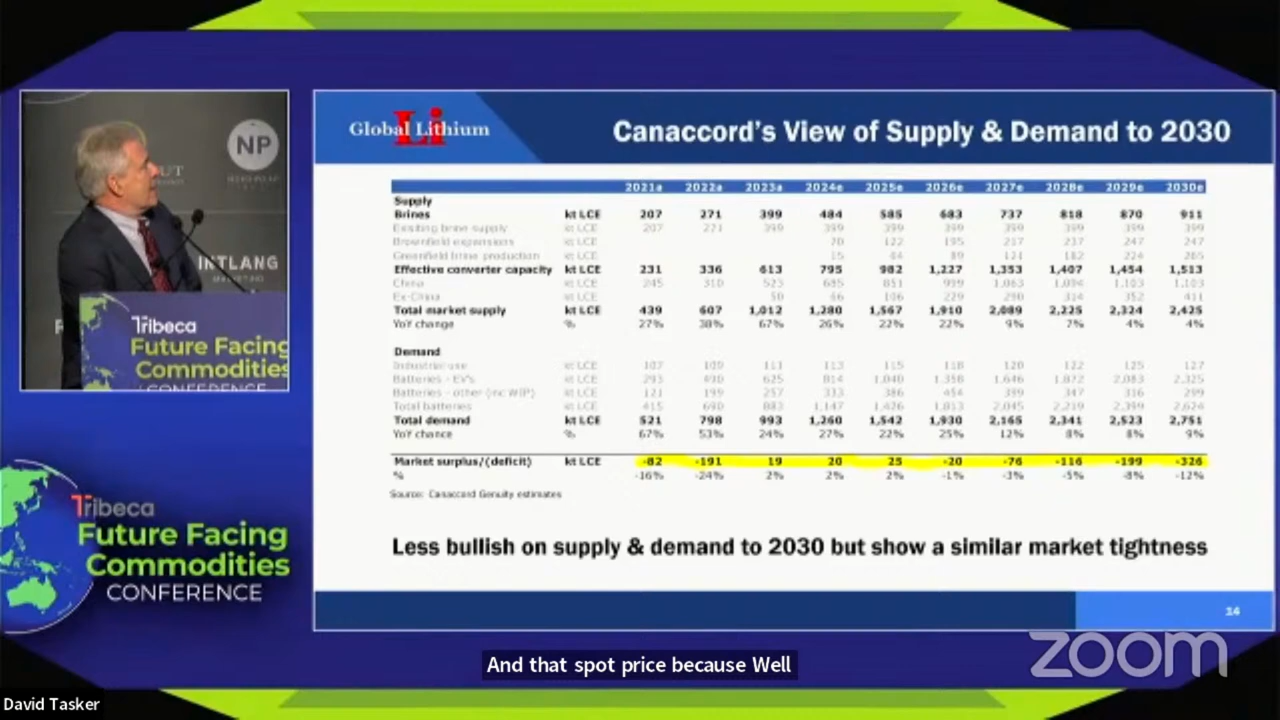 NP
INTLANG
Tribeca
Future Facing
Commodities
CONFERENCE
Tribeca
Future Facing
Commodities
CONFERENCE
Global Lithium
Li
Canaccord's View of Supply & Demand to 2030
2021a 2022a 2023a 2024e 2025e 2026e 2027e 2028e 2029e 2030e
Supply
Brines kt LCE 207 271 399 484 585 683 737 818 870 911
Existing brine supply kt LCE 207 271 399 399 399 399 399 399 399 399
Brownfield expansions kt LCE 70 122 195 217 237 247 247
Greenfield brine production kt LCE 15 64 89 121 182 224 265
Effective converter capacity kt LCE 231 336 613 795 982 1,227 1,353 1,407 1,454 1,513
China kt LCE 245 310 523 685 851 999 1,063 1,094 1,103 1,103
Ex-China kt LCE 50 66 106 229 290 314 352 411
Total market supply kt LCE 439 607 1,012 1,280 1,567 1,910 2,089 2,225 2,324 2,425
YoY change % 27% 38% 67% 26% 22% 22% 9% 7% 4% 4%
Demand
Industrial use kt LCE 107 109 111 113 115 118 120 122 125 127
Batteries - EV's kt LCE 293 490 625 814 1,040 1,358 1,646 1,872 2,083 2,325
Batteries - other (inc WIP) kt LCE 121 199 257 333 386 454 399 347 316 299
Total batteries kt LCE 415 690 883 1,147 1,426 1,813 2,045 2,219 2,399 2,624
Total demand kt LCE 521 798 993 1,260 1,542 1,930 2,165 2,341 2,523 2,751
YoY chance % 67% 53% 24% 27% 22% 25% 12% 8% 8% 9%
Market surplus/(deficit) kt LCE -82 -191 19 20 25 -20 -76 -116 -199 -326
% -16% -24% 2% 2% 2% -1% -3% -5% -8% -12%
Source: Canaccord Genuity estimates
Less bullish on supply & demand to 2030 but show a similar market tightness
14
zoom
And that spot price because Well
David Tasker